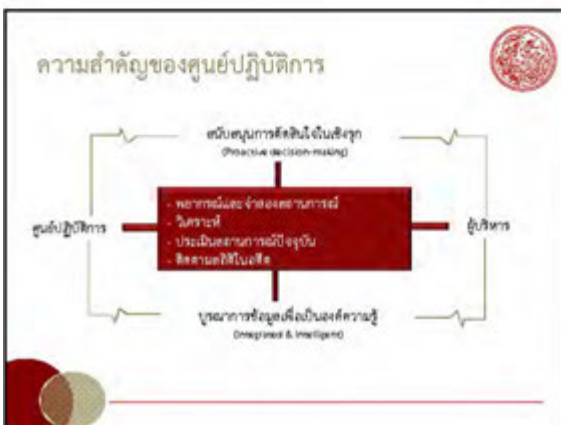 ความสำคัญของศูนย์ปฏิบัติการ
สนับสนุนการตัดสินใจในเชิงรุก
(Proactive decision-making)
ศูนย์ปฏิบัติการ
- พยากรณ์และจำลองสถานการณ์
- วิเคราะห์
- ประเมินสถานการณ์ปัจจุบัน
- ติดตามสถิติในอดีต
ผู้บริหาร
บูรณาการข้อมูลเพื่อเป็นองค์ความรู้
(Integrated & Intelligent)